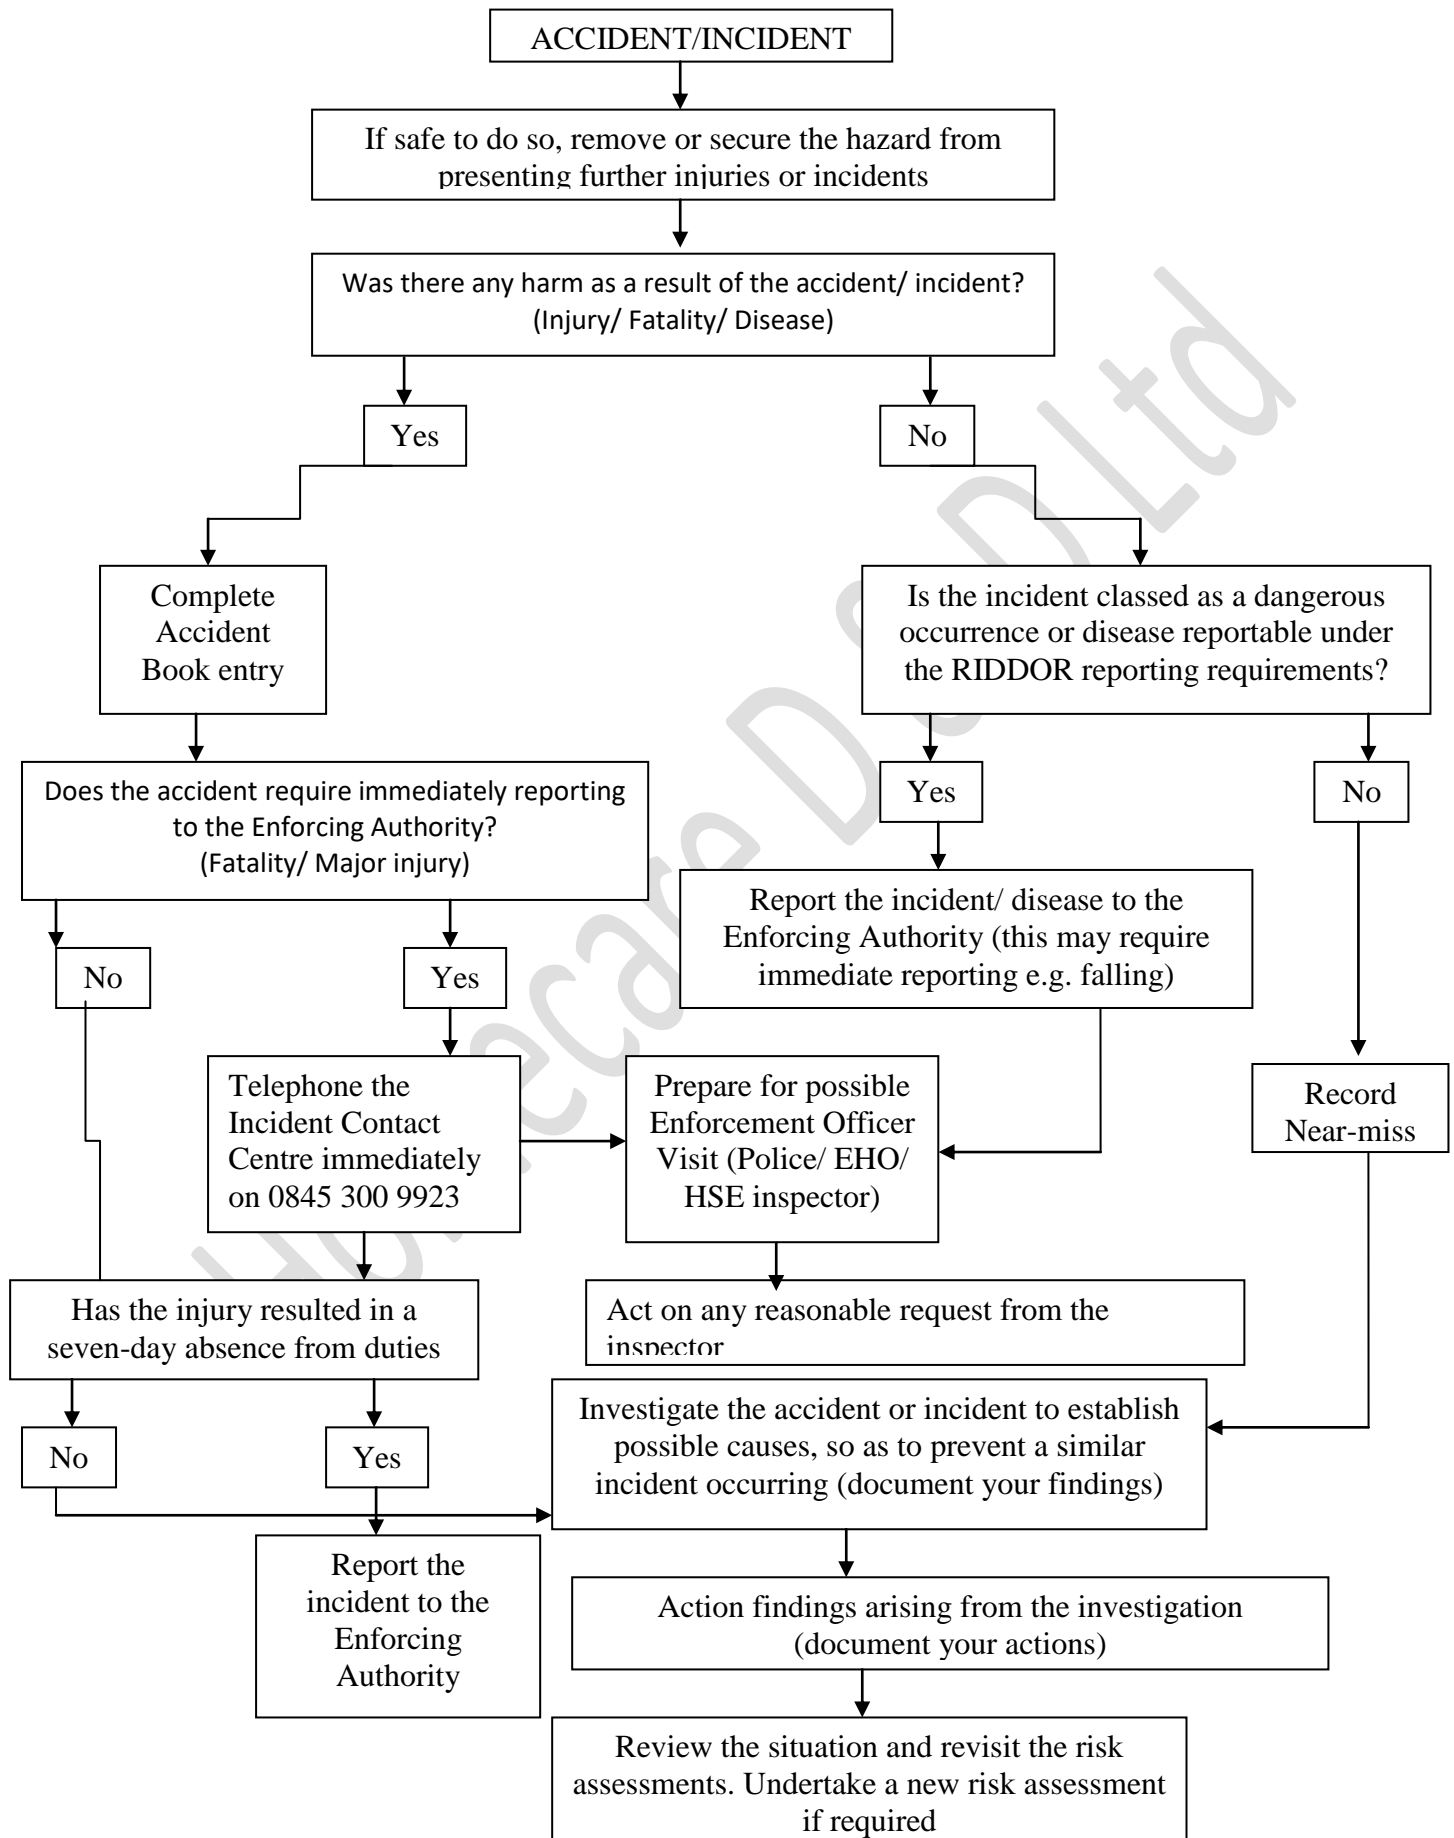 ACCIDENT/INCIDENT
If safe to do so, remove or secure the hazard from
presenting further injuries or incidents
Was there any harm as a result of the accident/ incident?
(Injury/ Fatality/ Disease)
Yes
No
Complete
Accident
Book entry
Is the incident classed as a dangerous
occurrence or disease reportable under
the RIDDOR reporting requirements?
Does the accident require immediately reporting
to the Enforcing Authority?
(Fatality/ Major injury)
Yes
No
Report the incident/ disease to the
Enforcing Authority (this may require
immediate reporting e.g. falling)
No
Yes
Telephone the
Incident Contact
Centre immediately
on 0845 300 9923
Prepare for possible
Enforcement Officer
Visit (Police/ EHO/
HSE inspector)
Record
Near-miss
Has the injury resulted in a
seven-day absence from duties
Act on any reasonable request from the
inspector
No
Yes
Investigate the accident or incident to establish
possible causes, so as to prevent a similar
incident occurring (document your findings)
Report the
incident to the
Enforcing
Authority
Action findings arising from the investigation
(document your actions)
Review the situation and revisit the risk
assessments. Undertake a new risk assessment
if required
Ltd